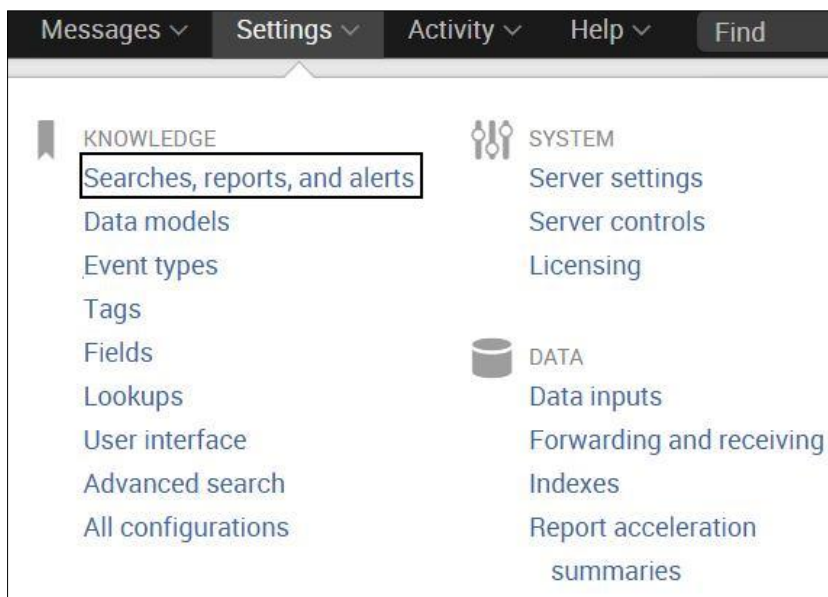 Messages Settings Activity Help Find
KNOWLEDGE
Searches, reports, and alerts
Data models
Event types
Tags
Fields
Lookups
User interface
Advanced search
All configurations
SYSTEM
Server settings
Server controls
Licensing
DATA
Data inputs
Forwarding and receiving
Indexes
Report acceleration
summaries